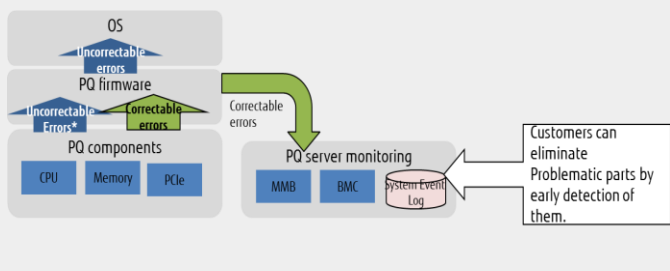 OS
Uncorrectable
errors
PQ firmware
Uncorrectable
Errors*
Correctable
errors
Correctable
errors
PQ components
CPU
Memory
PCIe
PQ server monitoring
MMB
BMC
System Event
Log
Customers can
eliminate
Problematic parts by
early detection of
them.